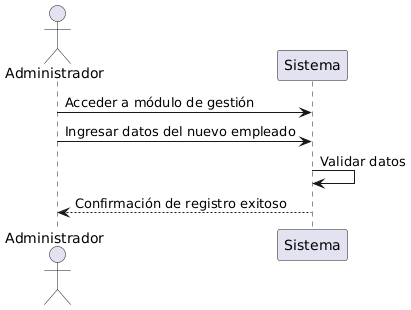 Administrador
Sistema
Acceder a módulo de gestión
Ingresar datos del nuevo empleado
Validar datos
Confirmación de registro exitoso
Administrador
Sistema